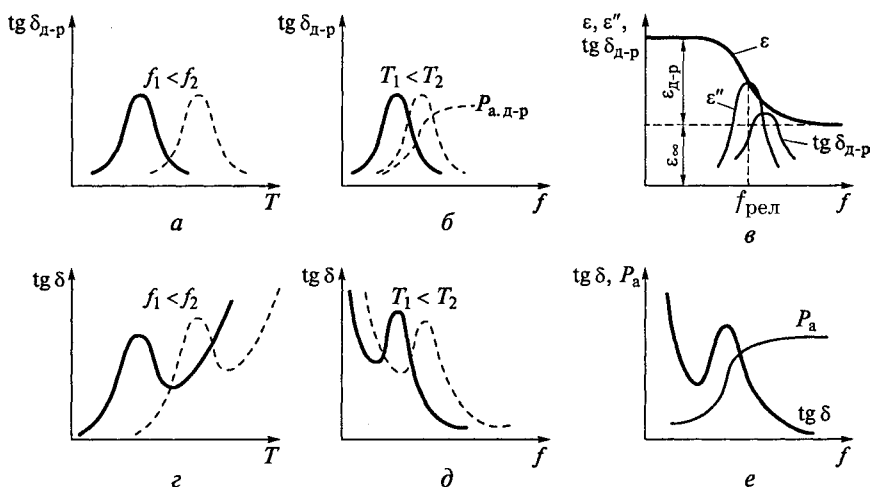 tg δд-р
f₁ < f₂
T
а
tg δд-р
T₁ < T₂
Pа. д-р
f
б
ε, ε″,
tg δд-р
ε
εд-р
ε″
tg δд-р
ε∞
fрел
f
в
tg δ
f₁ < f₂
T
г
tg δ
T₁ < T₂
f
д
tg δ, Pа
Pа
tg δ
f
е